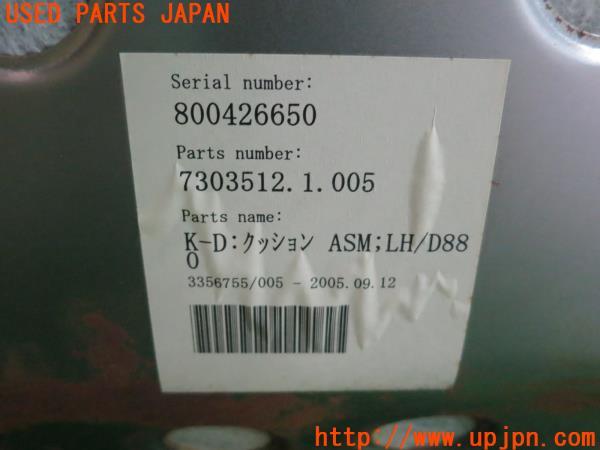 USED PARTS JAPAN
Serial number:
800426650
Parts number:
7303512.1.005
Parts name:
K-D:クッション ASM;LH/D88
0
3356755/005 - 2005.09.12
http://www.upjpn.com/